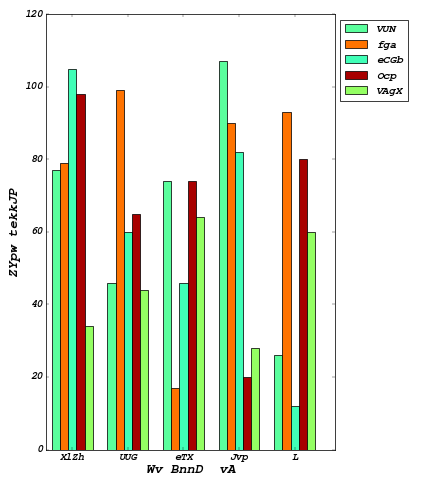 120
100
80
60
40
20
0
ZYpw tekkJP
XlZh UUG eTX Jvp L
Wv BnnD vA
VUN
fga
eCGb
Ocp
VAgX